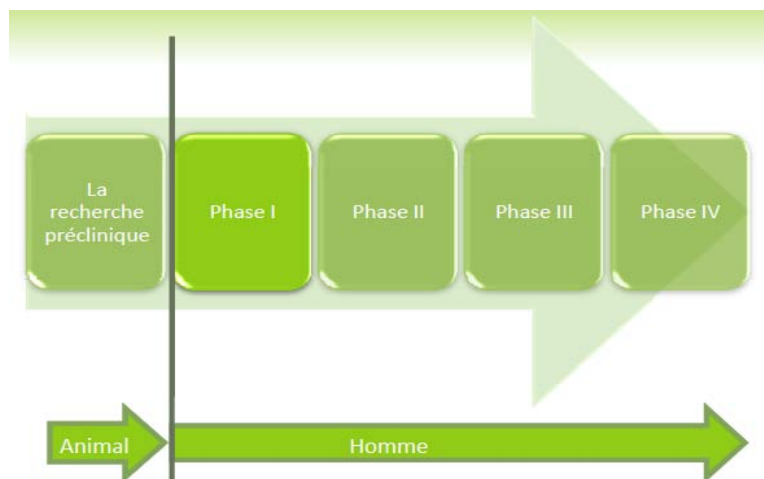 La
recherche
préclinique
Phase I
Phase II
Phase III
Phase IV
Animal
Homme